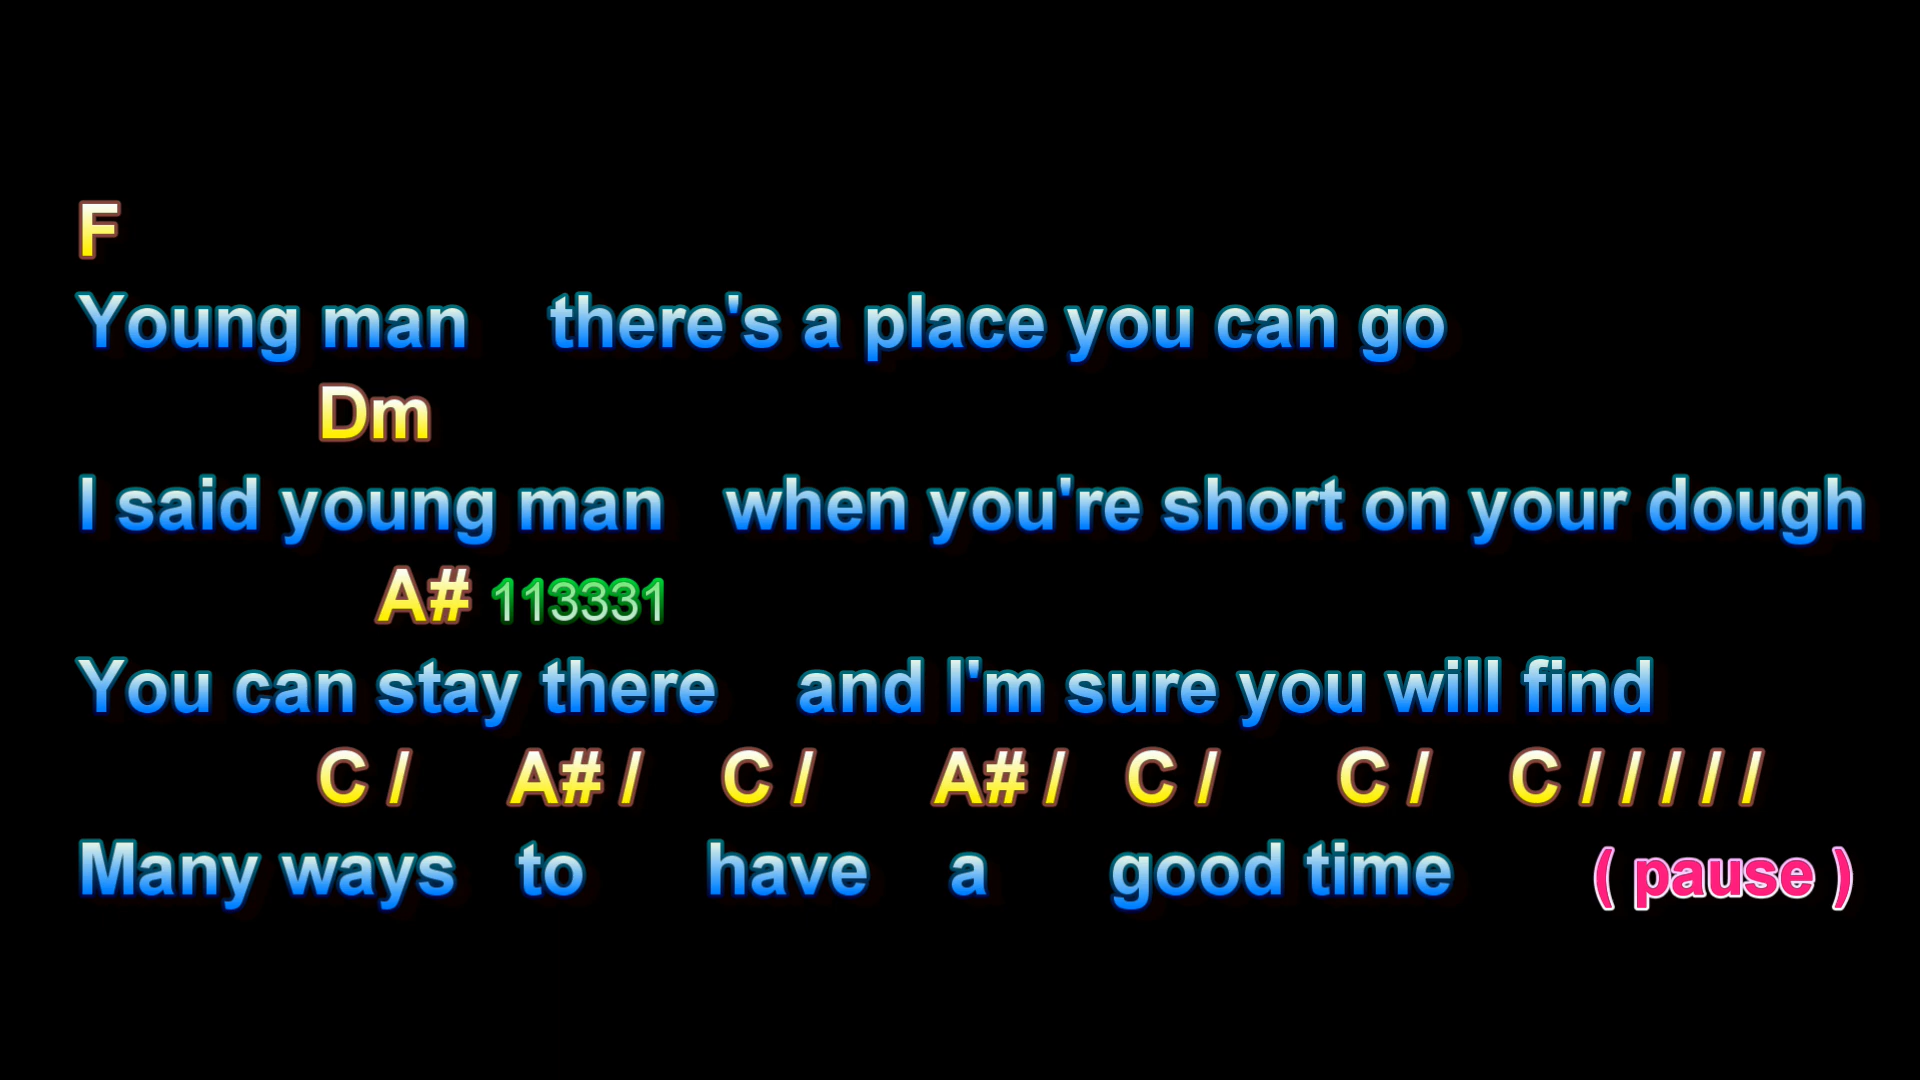 F
Young man there's a place you can go
Dm
I said young man when you're short on your dough
A# 113331
You can stay there and I'm sure you will find
C / A# / C / A# / C / C / C / / / / /
Many ways to have a good time ( pause )